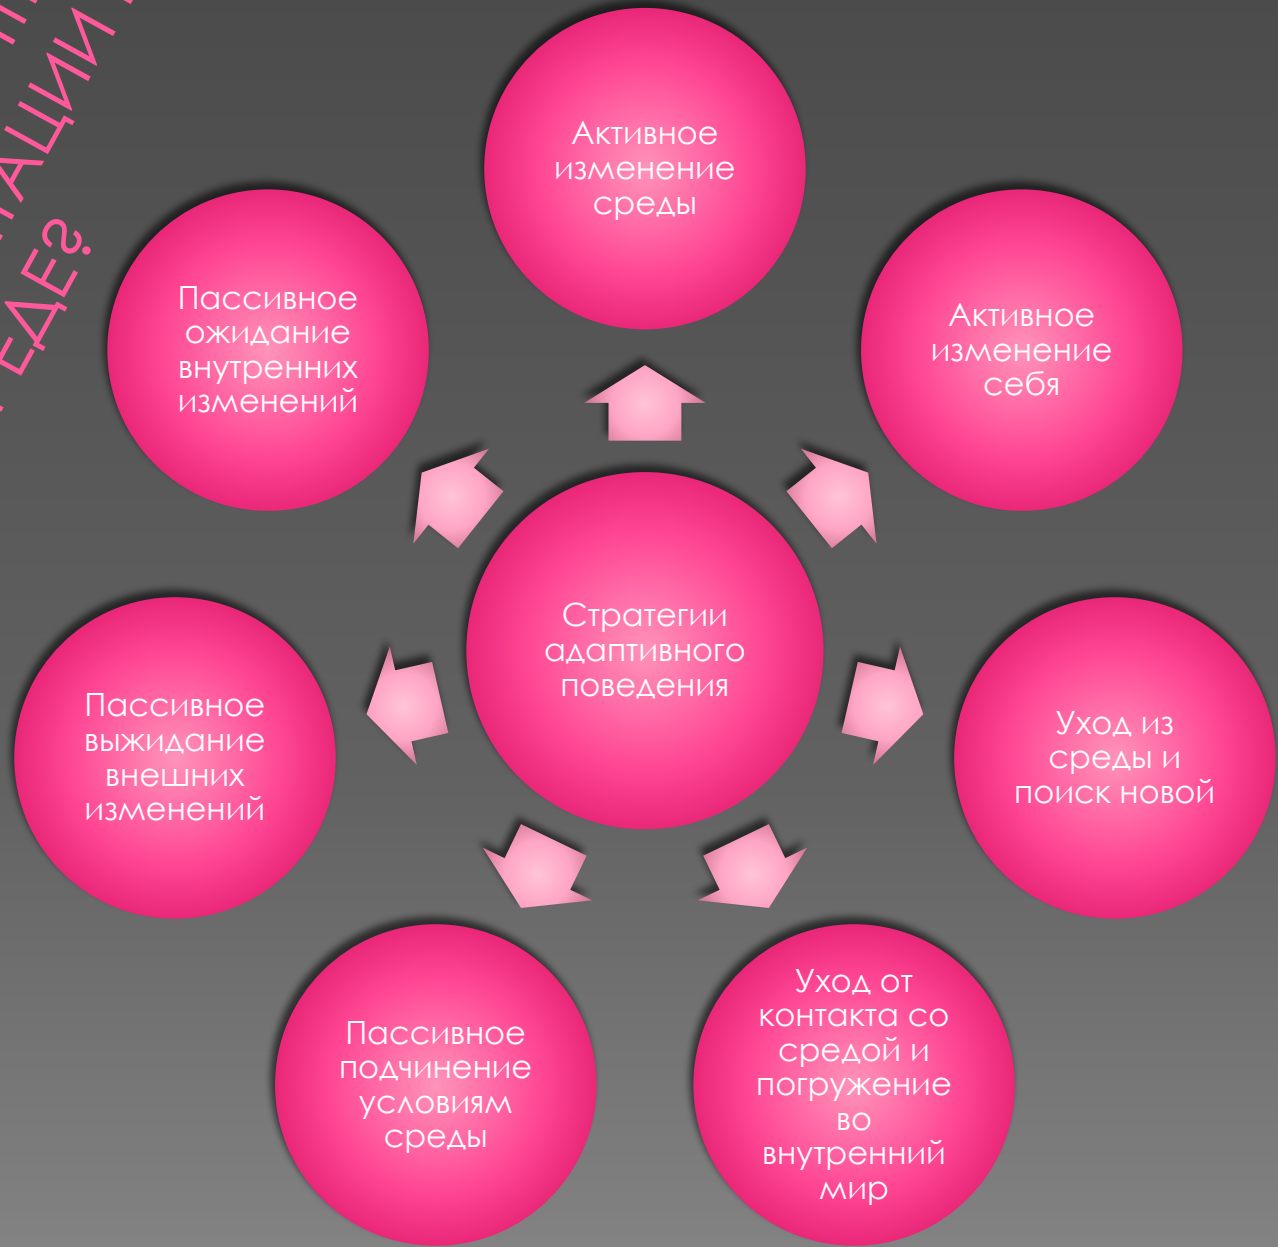 ЕДЕ?
Активное
изменение
среды
Активное
изменение
себя
Уход из
среды и
поиск новой
Уход от
контакта со
средой и
погружение
во
внутренний
мир
Пассивное
подчинение
условиям
среды
Пассивное
выжидание
внешних
изменений
Пассивное
ожидание
внутренних
изменений
Стратегии
адаптивного
поведения